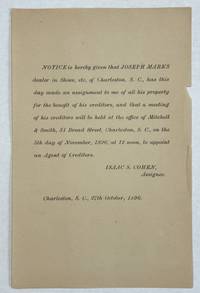 NOTICE is hereby given that JOSEPH MARKS
dealer in Shoes, etc, of Charleston, S. C., has this
day made an assignment to me of all his property
for the benefit of his creditors, and that a meeting
of his creditors will be held at the office of Mitchell
& Smith, 51 Broad Street, Charleston, S. C., on the
5th day of November, 1896, at 12 noon, to appoint
an Agent of Creditors.
ISAAC S. COHEN,
Assignee.
Charleston, S. C., 27th October, 1896.